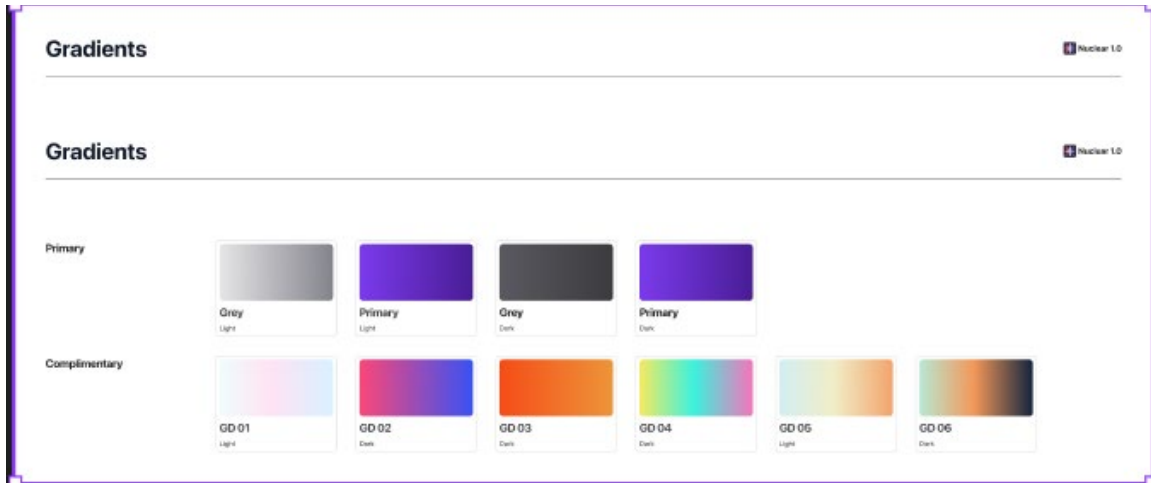 Gradients
Nuclear 1.0
Gradients
Nuclear 1.0
Primary
Grey
Light
Primary
Light
Grey
Dark
Primary
Dark
Complimentary
GD 01
Light
GD 02
Dark
GD 03
Dark
GD 04
Dark
GD 05
Light
GD 06
Dark